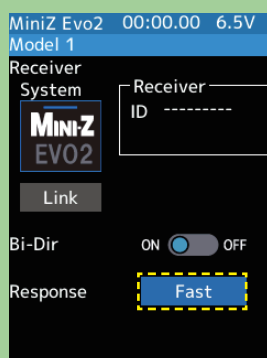 MiniZ Evo2 00:00.00 6.5V
Model 1
Receiver
System
Receiver
ID ---------
MINI-Z
EVO2
Link
Bi-Dir ON OFF
Response Fast